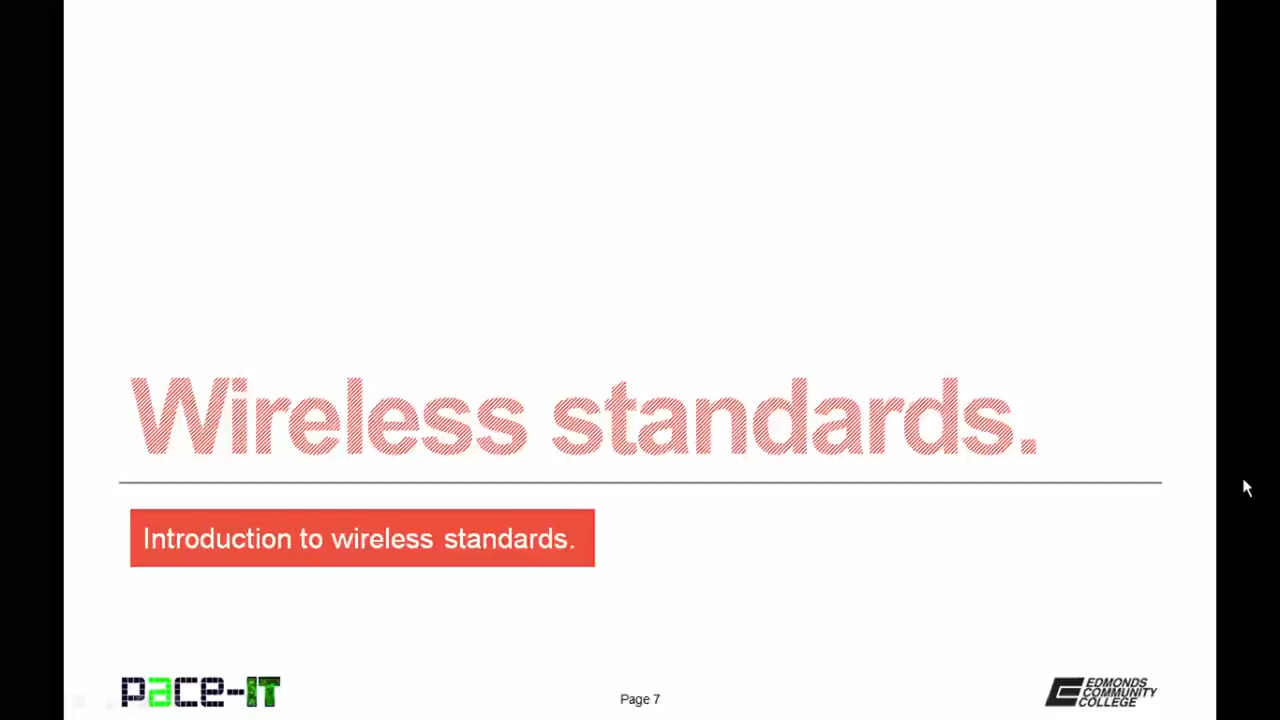 Wireless standards.
Introduction to wireless standards.
pace-IT
Page 7
EDMONDS
COMMUNITY
COLLEGE